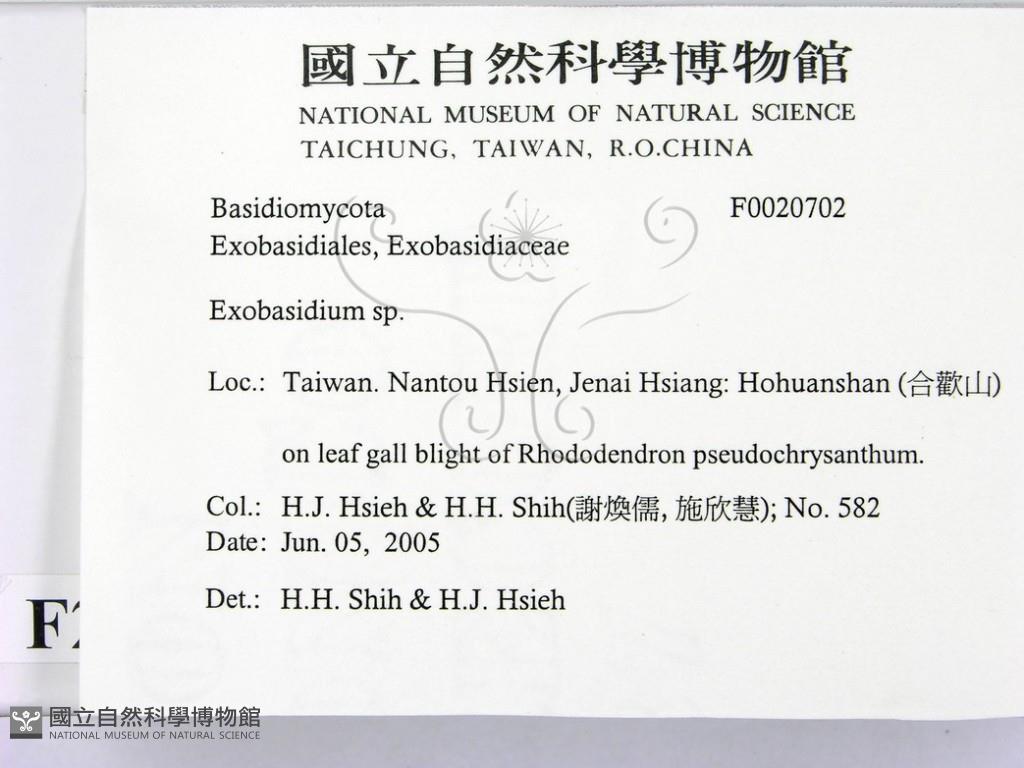 國立自然科學博物館
NATIONAL MUSEUM OF NATURAL SCIENCE
TAICHUNG, TAIWAN, R.O.CHINA
Basidiomycota F0020702
Exobasidiales, Exobasidiaceae
Exobasidium sp.
Loc.: Taiwan. Nantou Hsien, Jenai Hsiang: Hohuanshan (合歡山)
on leaf gall blight of Rhododendron pseudochrysanthum.
Col.: H.J. Hsieh & H.H. Shih(謝煥儒, 施欣慧); No. 582
Date: Jun. 05, 2005
Det.: H.H. Shih & H.J. Hsieh
國立自然科學博物館
NATIONAL MUSEUM OF NATURAL SCIENCE